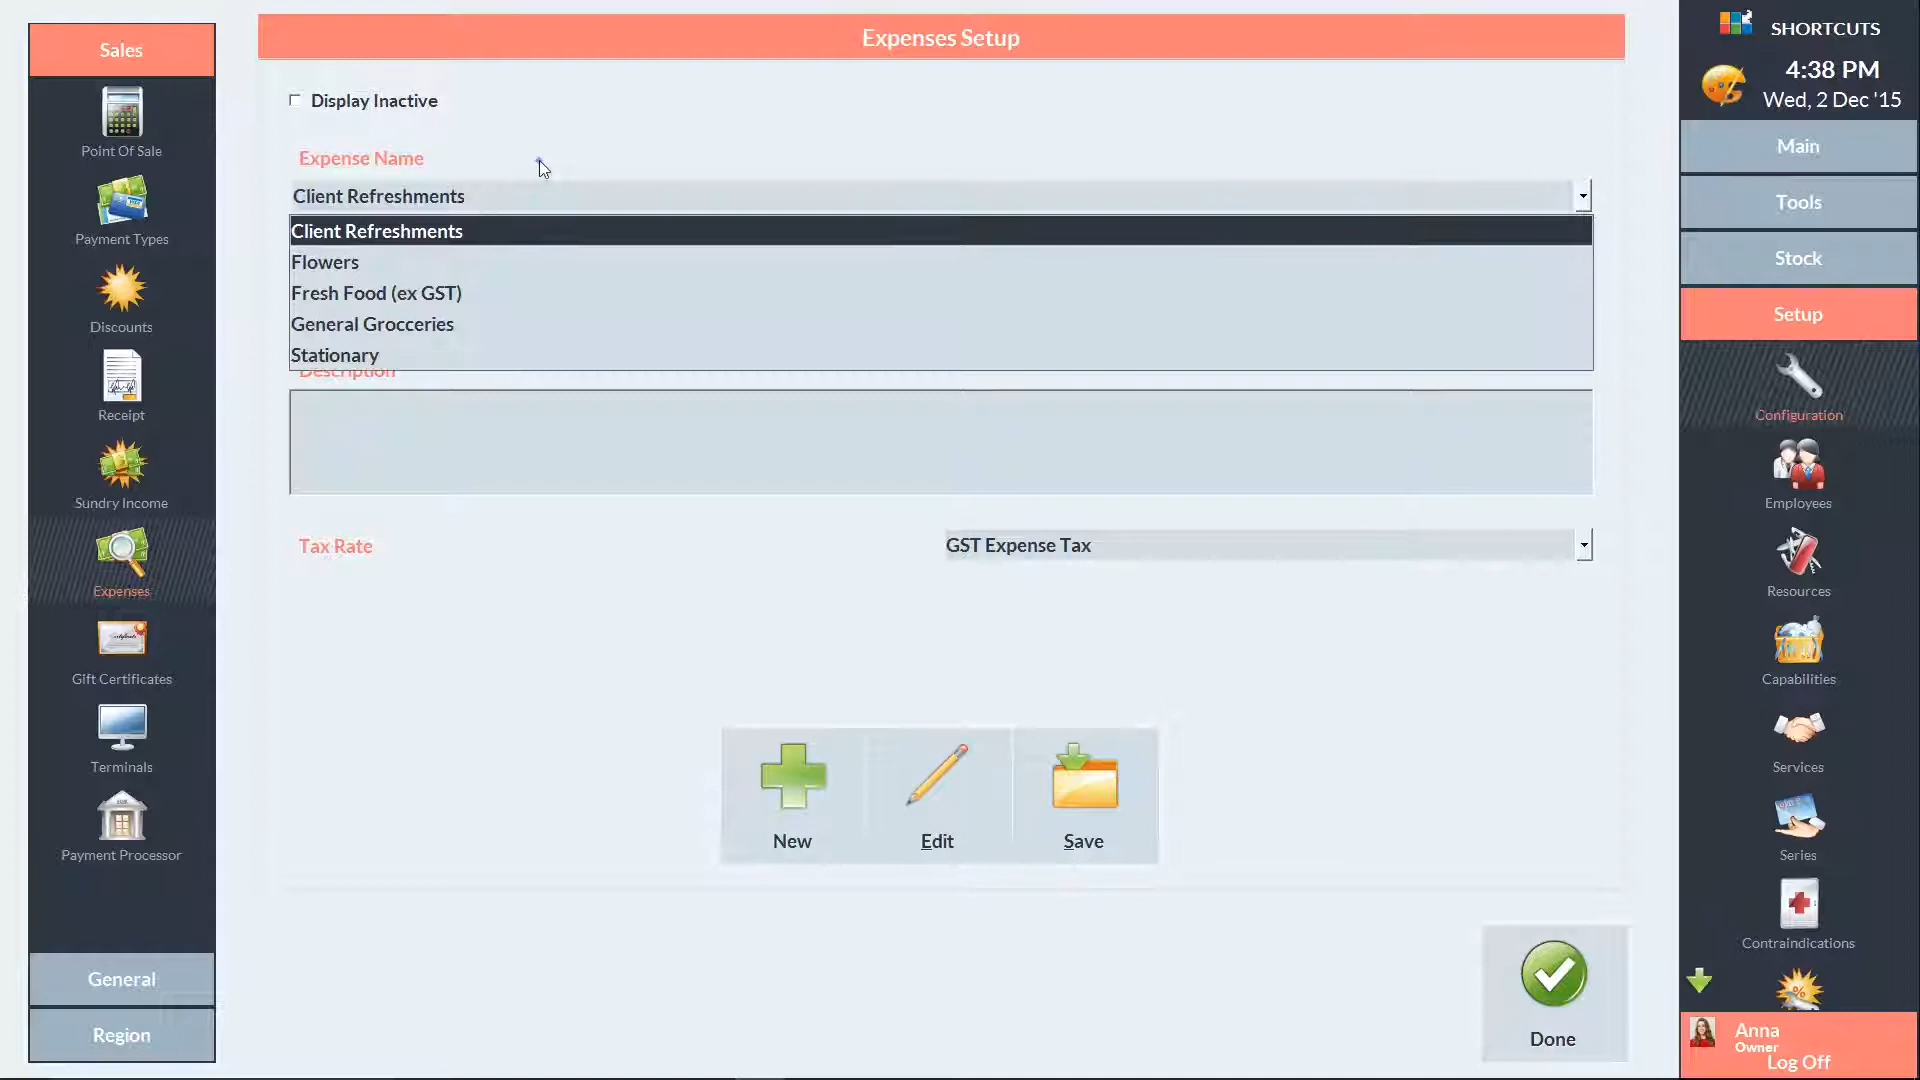 Sales
Point Of Sale
Payment Types
Discounts
Receipt
Sundry Income
Expenses
Gift Certificates
Terminals
Payment Processor
General
Region
Expenses Setup
Display Inactive
Expense Name
Client Refreshments
Client Refreshments
Flowers
Fresh Food (ex GST)
General Grocceries
Stationary
Description
Tax Rate
GST Expense Tax
New
Edit
Save
Done
SHORTCUTS
4:38 PM
Wed, 2 Dec '15
Main
Tools
Stock
Setup
Configuration
Employees
Resources
Capabilities
Services
Series
Contraindications
Anna
Owner
Log Off